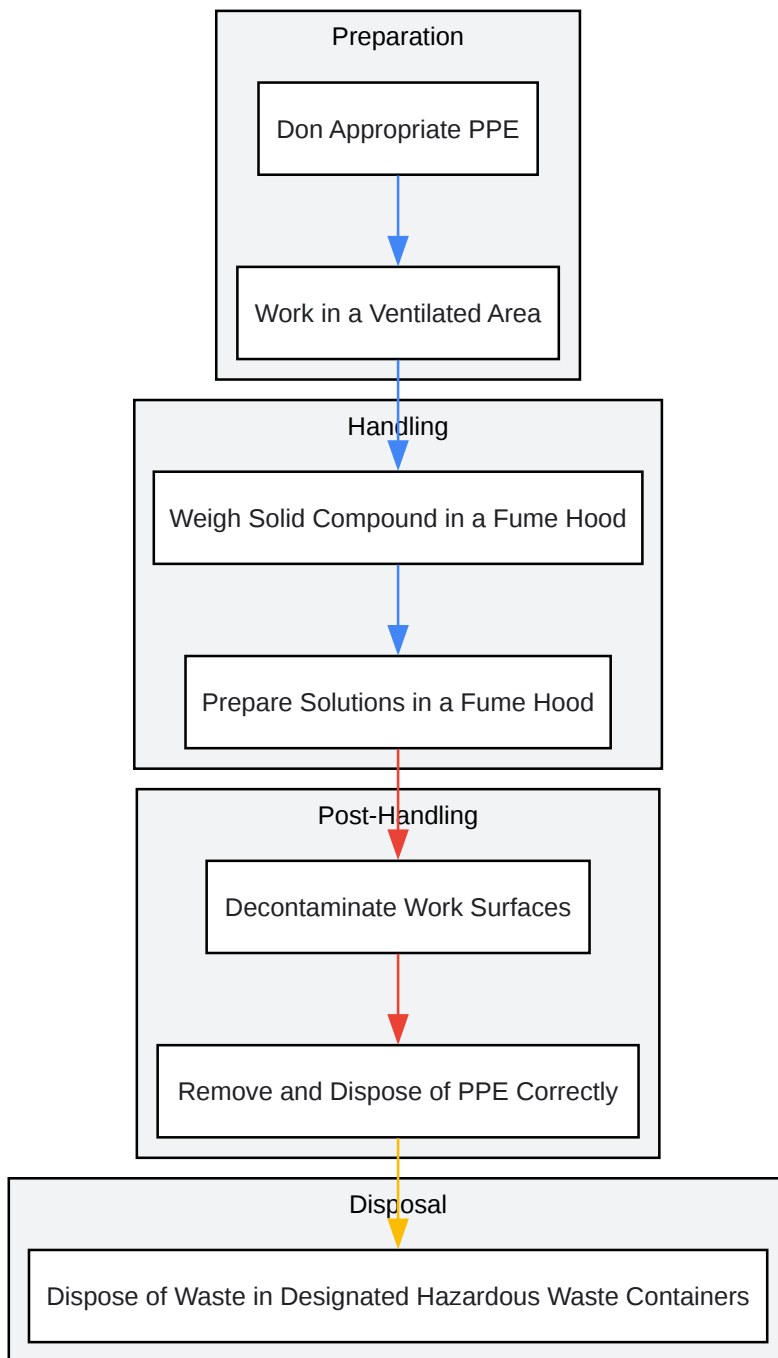 Preparation
Don Appropriate PPE
Work in a Ventilated Area
Handling
Weigh Solid Compound in a Fume Hood
Prepare Solutions in a Fume Hood
Post-Handling
Decontaminate Work Surfaces
Remove and Dispose of PPE Correctly
Disposal
Dispose of Waste in Designated Hazardous Waste Containers